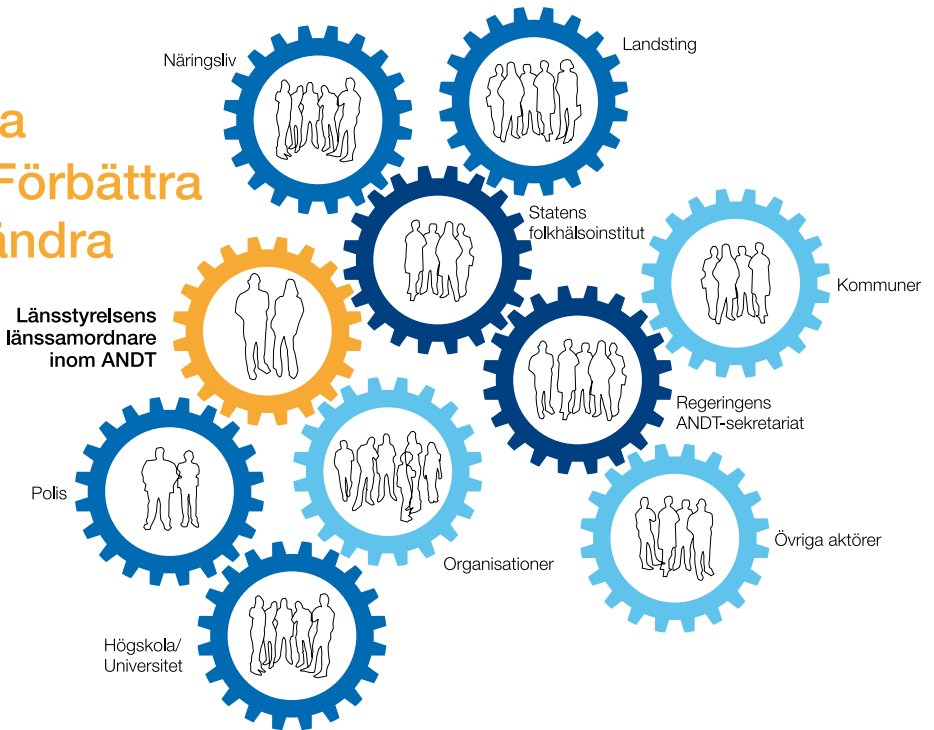 Näringsliv
Landsting
a
Förbättra
ändra
Statens
folkhälsoinstitut
Kommuner
Länsstyrelsens
länssamordnare
inom ANDT
Regeringens
ANDT-sekretariat
Polis
Övriga aktörer
Organisationer
Högskola/
Universitet